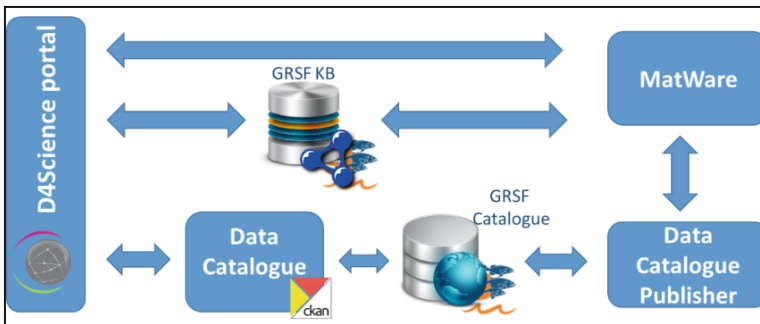 D4Science portal
GRSF KB
MatWare
GRSF
Catalogue
Data
Catalogue
ckan
Data
Catalogue
Publisher